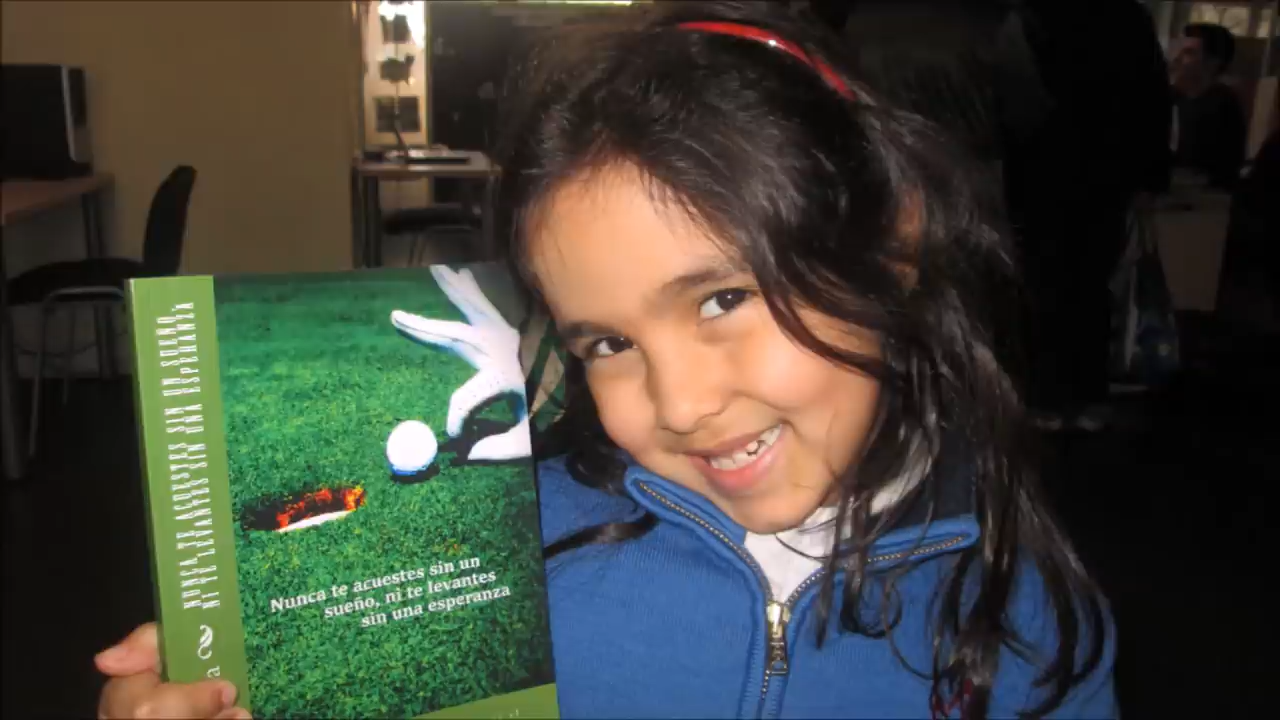 NUNCA TE ACUESTES SIN UN SUEÑO,
NI TE LEVANTES SIN UNA ESPERANZA
Nunca te acuestes sin un
sueño, ni te levantes
sin una esperanza